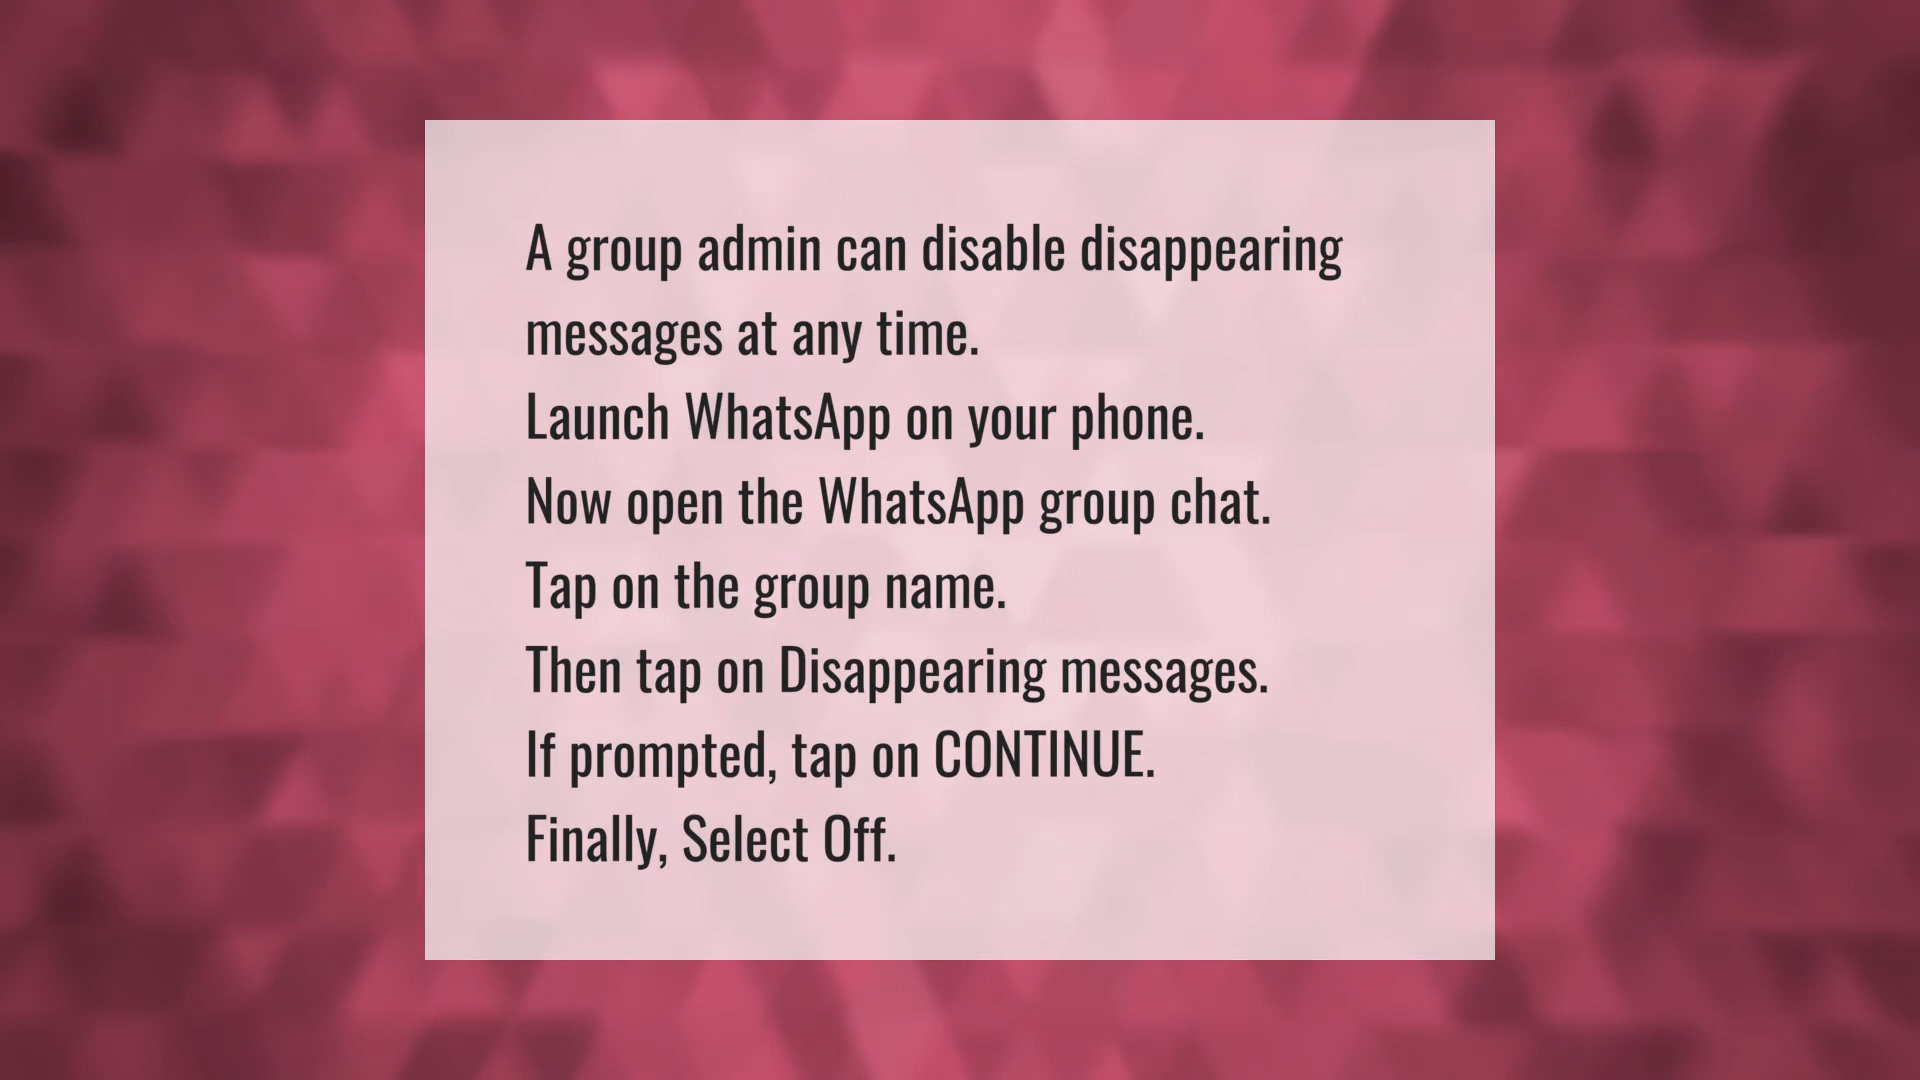 A group admin can disable disappearing
messages at any time.
Launch WhatsApp on your phone.
Now open the WhatsApp group chat.
Tap on the group name.
Then tap on Disappearing messages.
If prompted, tap on CONTINUE.
Finally, Select Off.